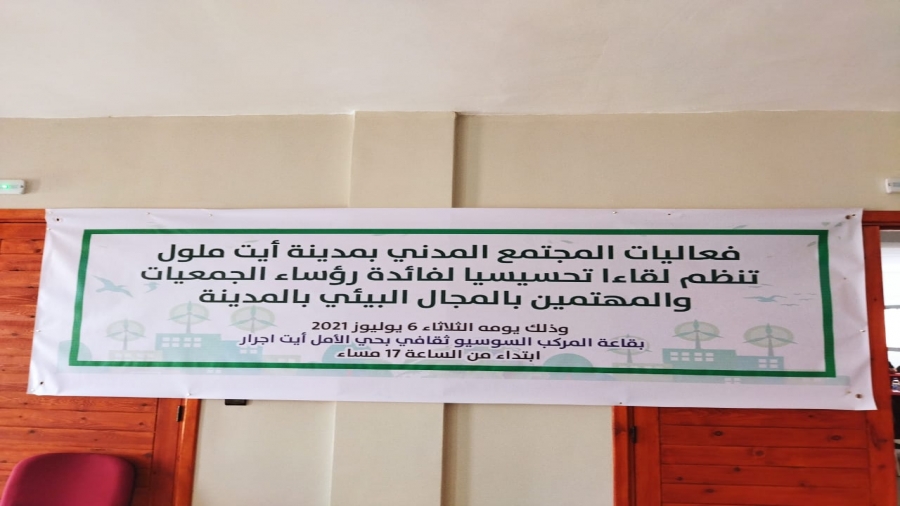 فعاليات المجتمع المدني بمدينة أيت ملول
تنظم لقاءا تحسيسيا لفائدة رؤساء الجمعيات
والمهتمين بالمجال البيئي بالمدينة
وذلك يومه الثلاثاء 6 يوليوز 2021
بقاعة المركب السوسيو ثقافي بحي الأمل أيت اجرار
ابتداء من الساعة 17 مساء